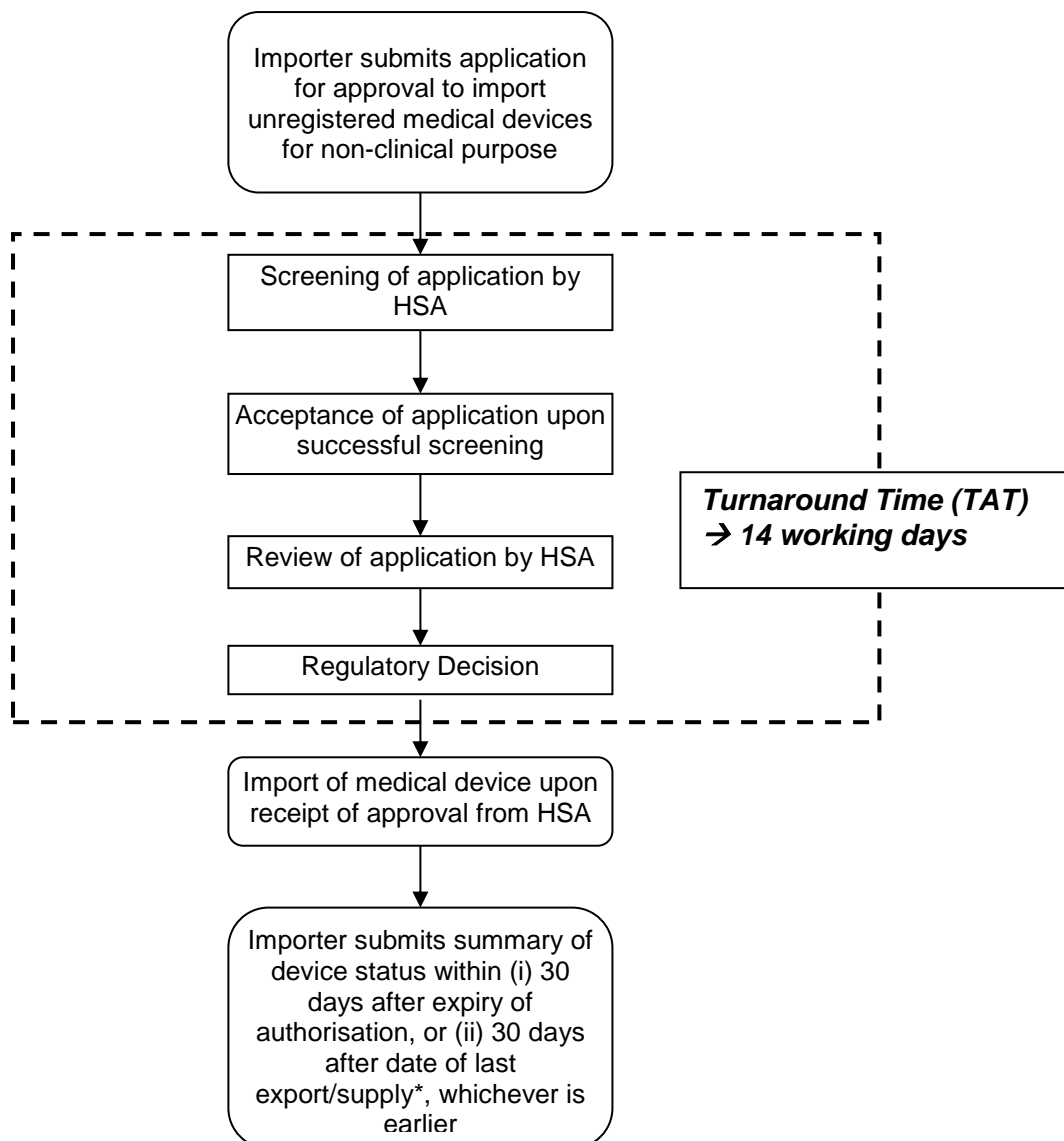 Importer submits application
for approval to import
unregistered medical devices
for non-clinical purpose
Screening of application by
HSA
Acceptance of application upon
successful screening
Turnaround Time (TAT)
→ 14 working days
Review of application by HSA
Regulatory Decision
Import of medical device upon
receipt of approval from HSA
Importer submits summary of
device status within (i) 30
days after expiry of
authorisation, or (ii) 30 days
after date of last
export/supply*, whichever is
earlier